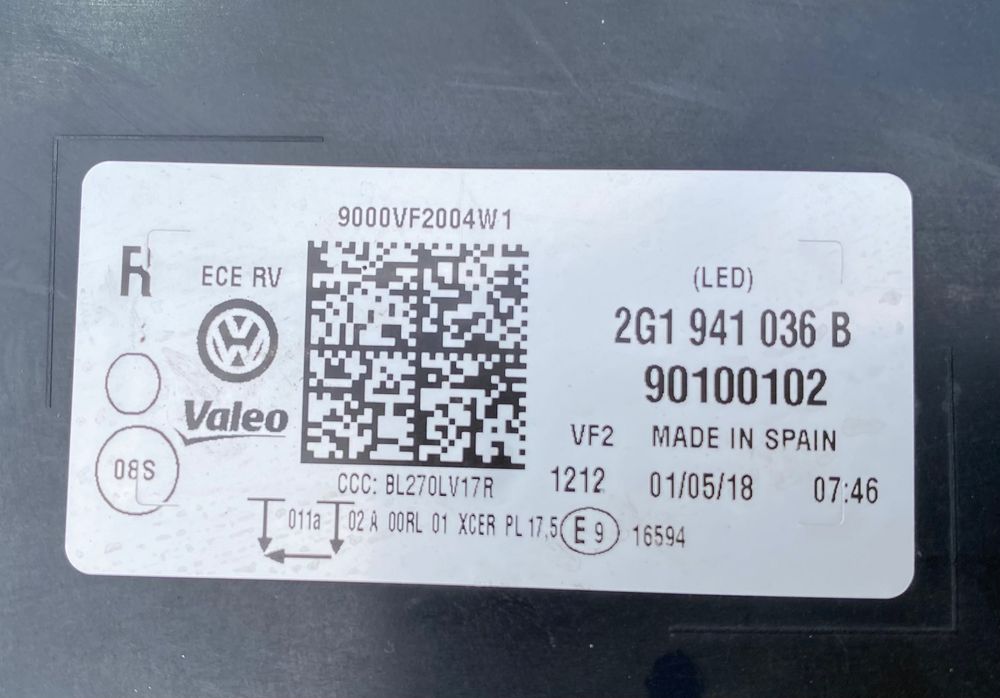 9000VF2004W1
R
ECE RV
(LED)
2G1 941 036 B
90100102
Valeo
VF2 MADE IN SPAIN
08S
CCC: BL270LV17R
1212 01/05/18 07:46
011a 02 A 00RL 01 XCER PL 17,5 E 9 16594